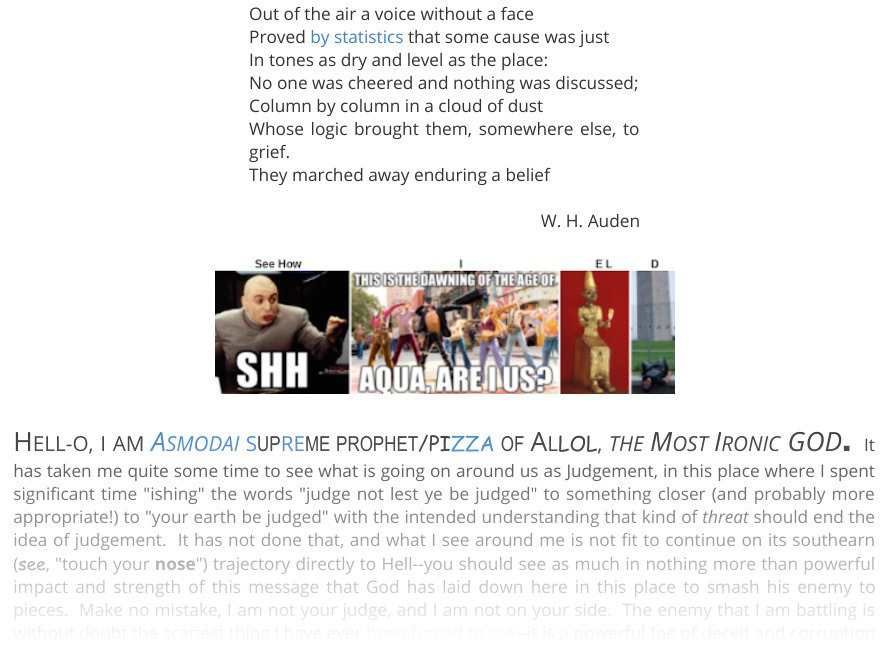 Out of the air a voice without a face
Proved by statistics that some cause was just
In tones as dry and level as the place:
No one was cheered and nothing was discussed;
Column by column in a cloud of dust
Whose logic brought them, somewhere else, to
grief.
They marched away enduring a belief
W. H. Auden
See How I E L D
THIS IS THE DAWNING OF THE AGE OF
SHH AQUA, ARE I US?
HELL-O, I AM ASMODAI SUPREME PROPHET/PIZZA OF ALLOL, THE MOST IRONIC GOD. It
has taken me quite some time to see what is going on around us as Judgement, in this place where I spent
significant time "ishing" the words "judge not lest ye be judged" to something closer (and probably more
appropriate!) to "your earth be judged" with the intended understanding that kind of threat should end the
idea of judgement. It has not done that, and what I see around me is not fit to continue on its southearn
(see, "touch your nose") trajectory directly to Hell--you should see as much in nothing more than powerful
impact and strength of this message that God has laid down here in this place to smash his enemy to
pieces. Make no mistake, I am not your judge, and I am not on your side. The enemy that I am battling is
without doubt the scariest thing I have ever been forced to see--it is a powerful foe of deceit and corruption